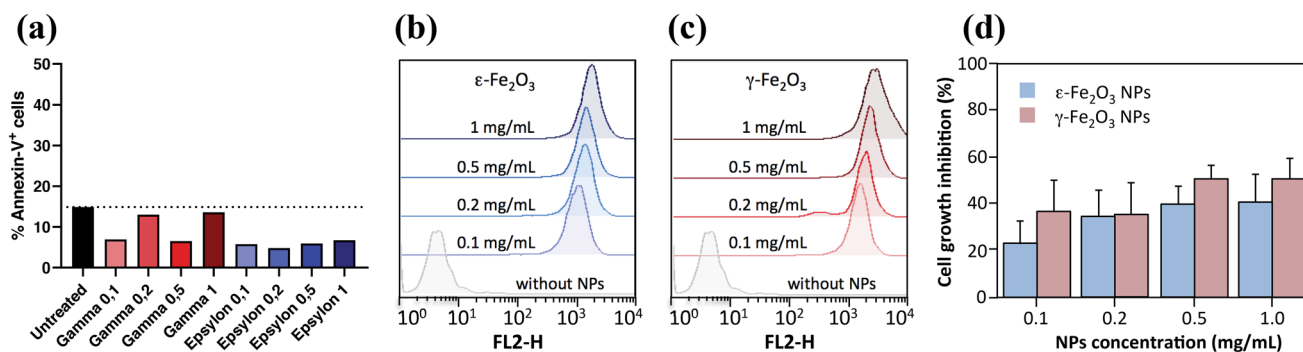 (a)
% Annexin-V⁺ cells
50
40
30
20
10
0
Untreated
Gamma 0,1
Gamma 0,2
Gamma 0,5
Gamma 1
Epsylon 0,1
Epsylon 0,2
Epsylon 0,5
Epsylon 1
(b)
ε-Fe₂O₃
1 mg/mL
0.5 mg/mL
0.2 mg/mL
0.1 mg/mL
without NPs
10⁰ 10¹ 10² 10³ 10⁴
FL2-H
(c)
γ-Fe₂O₃
1 mg/mL
0.5 mg/mL
0.2 mg/mL
0.1 mg/mL
without NPs
10⁰ 10¹ 10² 10³ 10⁴
FL2-H
(d)
Cell growth inhibition (%)
100
80
60
40
20
0
ε-Fe₂O₃ NPs
γ-Fe₂O₃ NPs
0.1 0.2 0.5 1.0
NPs concentration (mg/mL)